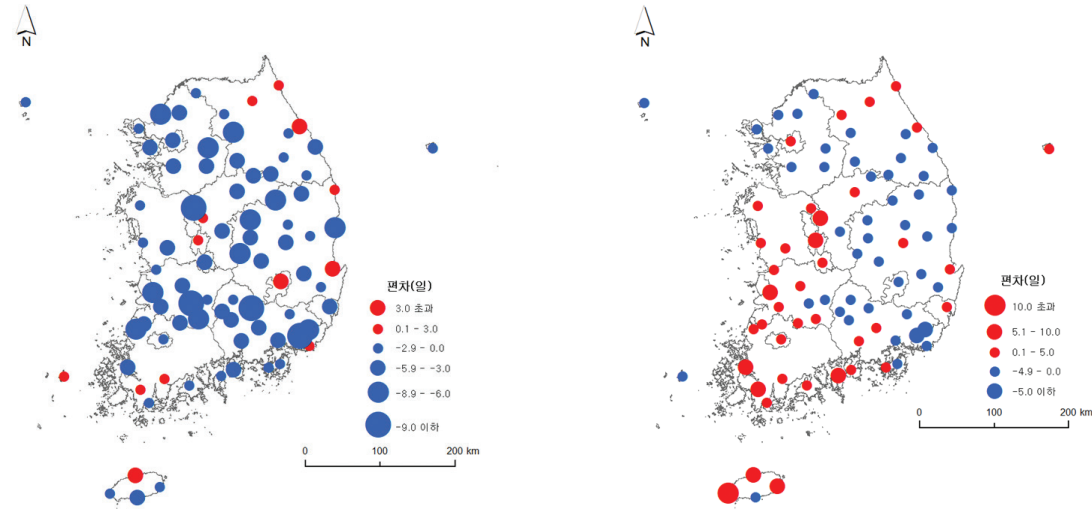 N
편차(일)
3.0 초과
0.1 - 3.0
-2.9 - 0.0
-5.9 - -3.0
-8.9 - -6.0
-9.0 이하
0 100 200 km
N
편차(일)
10.0 초과
5.1 - 10.0
0.1 - 5.0
-4.9 - 0.0
-5.0 이하
0 100 200 km